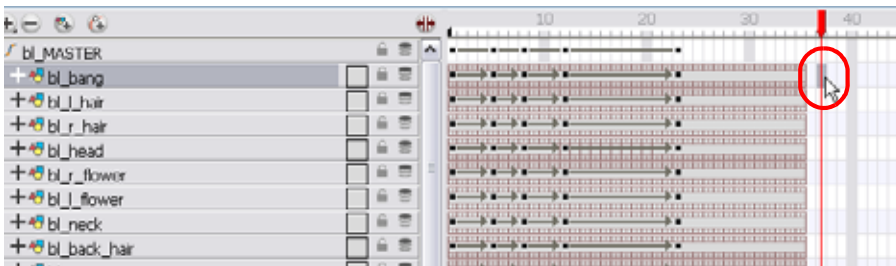 10 20 30 40
bl_MASTER
bl_bang
bl_l_hair
bl_r_hair
bl_head
bl_r_flower
bl_l_flower
bl_neck
bl_back_hair